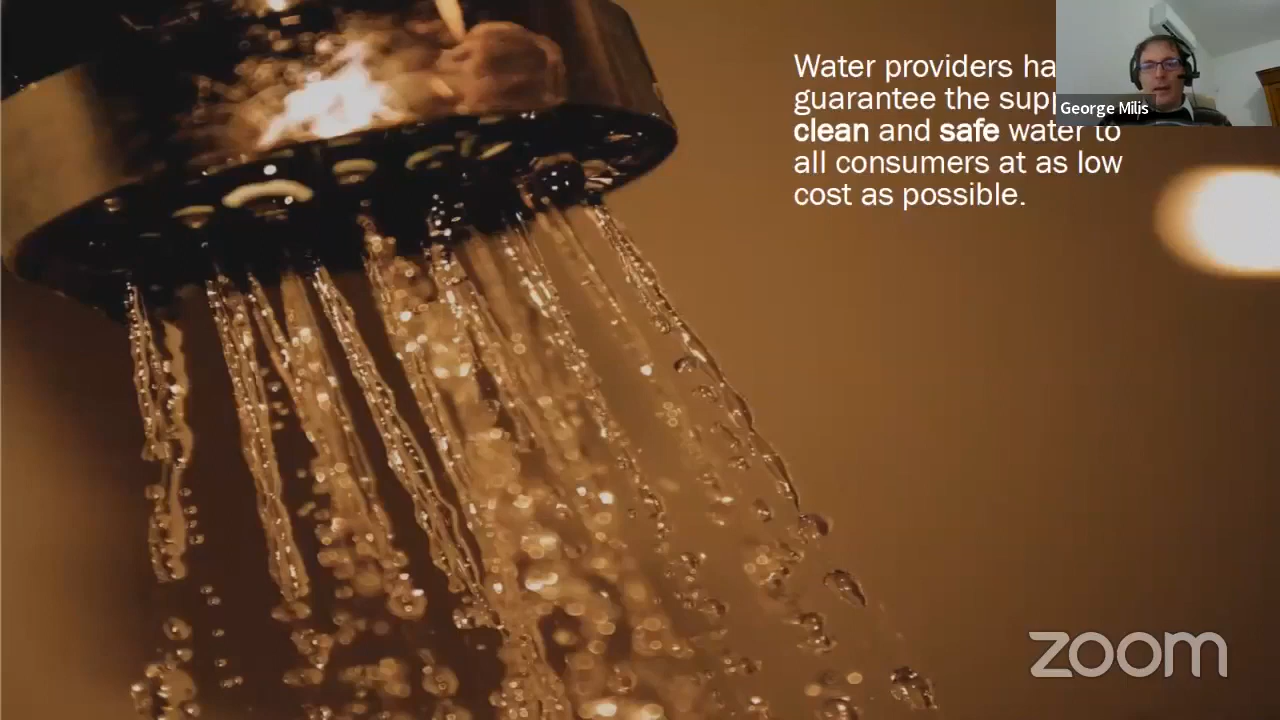 Water providers ha
guarantee the supp
clean and safe water to
all consumers at as low
cost as possible.
George Milis
zoom